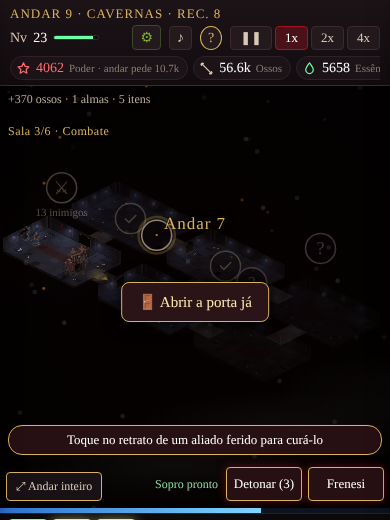 ANDAR 9 · CAVERNAS · REC. 8
Nv 23 ? 1x 2x 4x
4062 Poder · andar pede 10.7k 56.6k Ossos 5658 Essên
+370 ossos · 1 almas · 5 itens
Sala 3/6 · Combate
13 inimigos
Andar 7
?
Abrir a porta já
Toque no retrato de um aliado ferido para curá-lo
Andar inteiro Sopro pronto Detonar (3) Frenesi